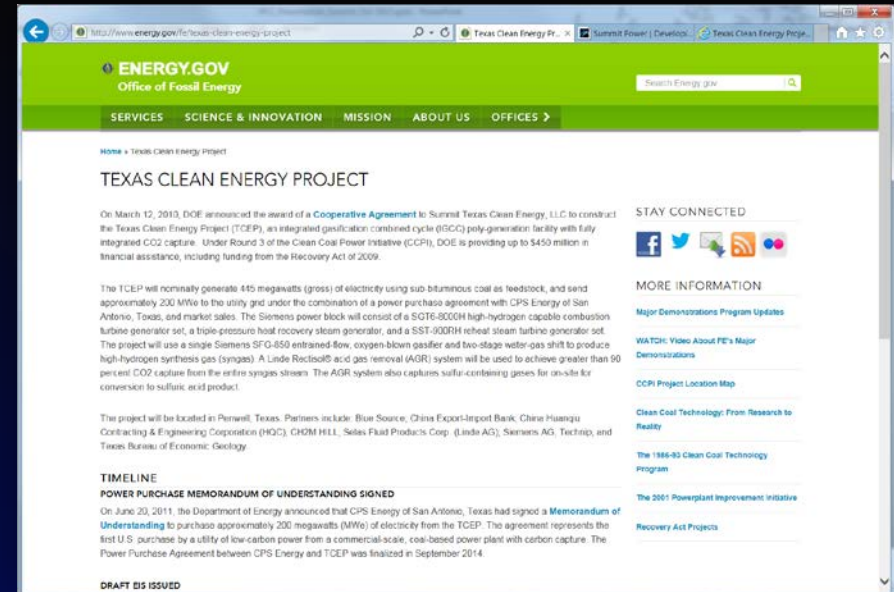 http://www.energy.gov/fe/texas-clean-energy-project
Texas Clean Energy Pr...
Summit Power | Developi...
Texas Clean Energy Proje...
ENERGY.GOV
Office of Fossil Energy
Search Energy.gov
SERVICES SCIENCE & INNOVATION MISSION ABOUT US OFFICES
Home » Texas Clean Energy Project
TEXAS CLEAN ENERGY PROJECT
On March 12, 2010, DOE announced the award of a Cooperative Agreement to Summit Texas Clean Energy, LLC to construct
the Texas Clean Energy Project (TCEP), an integrated gasification combined cycle (IGCC) poly-generation facility with fully
integrated CO2 capture. Under Round 3 of the Clean Coal Power Initiative (CCPI), DOE is providing up to $450 million in
financial assistance, including funding from the Recovery Act of 2009.
The TCEP will nominally generate 445 megawatts (gross) of electricity using sub-bituminous coal as feedstock, and send
approximately 200 MWe to the utility grid under the combination of a power purchase agreement with CPS Energy of San
Antonio, Texas, and market sales. The Siemens power block will consist of a SGT6-8000H high-hydrogen capable combustion
turbine-generator set, a triple-pressure heat recovery steam generator, and a SST-900RH reheat steam turbine generator set.
The project will use a single Siemens SFG-850 entrained-flow, oxygen-blown gasifier and two-stage water-gas shift to produce
high-hydrogen synthesis gas (syngas). A Linde Rectisol® acid gas removal (AGR) system will be used to achieve greater than 90
percent CO2 capture from the entire syngas stream. The AGR system also captures sulfur-containing gases for on-site for
conversion to sulfuric acid product.
The project will be located in Penwell, Texas. Partners include: Blue Source; China Export-Import Bank; China Huanqiu
Contracting & Engineering Corporation (HQC), CH2M HILL, Selas Fluid Products Corp. (Linde AG), Siemens AG, Technip, and
Texas Bureau of Economic Geology.
TIMELINE
POWER PURCHASE MEMORANDUM OF UNDERSTANDING SIGNED
On June 20, 2011, the Department of Energy announced that CPS Energy of San Antonio, Texas had signed a Memorandum of
Understanding to purchase approximately 200 megawatts (MWe) of electricity from the TCEP. The agreement represents the
first U.S. purchase by a utility of low-carbon power from a commercial-scale, coal-based power plant with carbon capture. The
Power Purchase Agreement between CPS Energy and TCEP was finalized in September 2014.
DRAFT EIS ISSUED
STAY CONNECTED
MORE INFORMATION
Major Demonstrations Program Updates
WATCH: Video About FE's Major
Demonstrations
CCPI Project Location Map
Clean Coal Technology: From Research to
Reality
The 1986-93 Clean Coal Technology
Program
The 2001 Powerplant Improvement Initiative
Recovery Act Projects